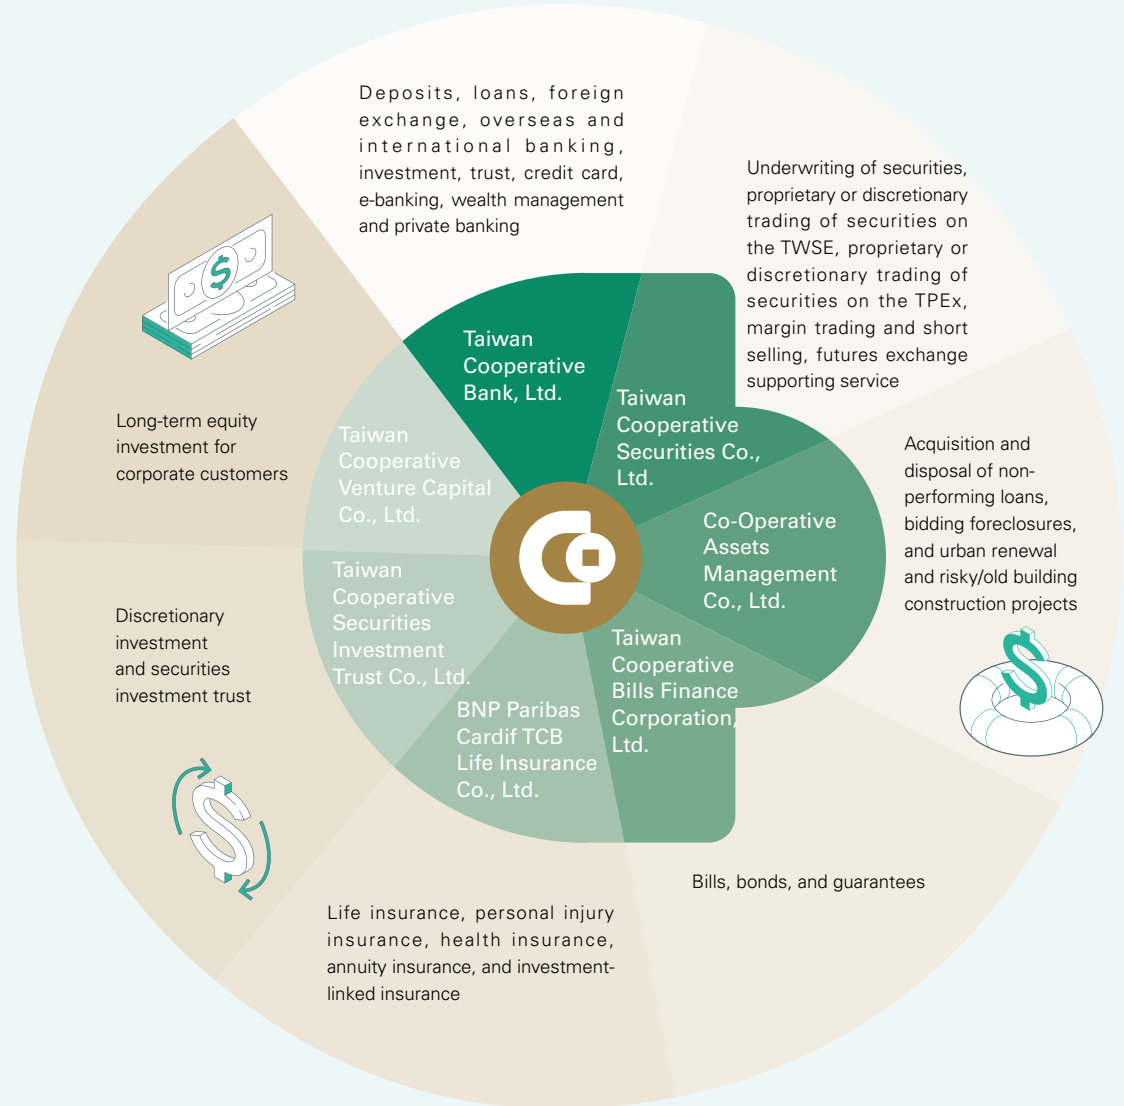 Deposits, loans, foreign
exchange, overseas and
international banking,
investment, trust, credit card,
e-banking, wealth management
and private banking
Underwriting of securities,
proprietary or discretionary
trading of securities on
the TWSE, proprietary or
discretionary trading of
securities on the TPEx,
margin trading and short
selling, futures exchange
supporting service
Taiwan
Cooperative
Bank, Ltd.
Taiwan
Cooperative
Securities Co.,
Ltd.
Long-term equity
investment for
corporate customers
Taiwan
Cooperative
Venture Capital
Co., Ltd.
Acquisition and
disposal of non-
performing loans,
bidding foreclosures,
and urban renewal
and risky/old building
construction projects
Co-Operative
Assets
Management
Co., Ltd.
Discretionary
investment
and securities
investment trust
Taiwan
Cooperative
Securities
Investment
Trust Co., Ltd.
Taiwan
Cooperative
Bills Finance
Corporation,
Ltd.
BNP Paribas
Cardif TCB
Life Insurance
Co., Ltd.
Bills, bonds, and guarantees
Life insurance, personal injury
insurance, health insurance,
annuity insurance, and investment-
linked insurance